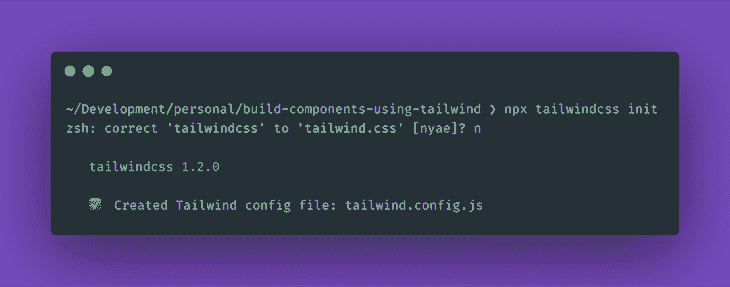 ~/Development/personal/build-components-using-tailwind ❯ npx tailwindcss init
zsh: correct 'tailwindcss' to 'tailwind.css' [nyae]? n
tailwindcss 1.2.0
✅ Created Tailwind config file: tailwind.config.js